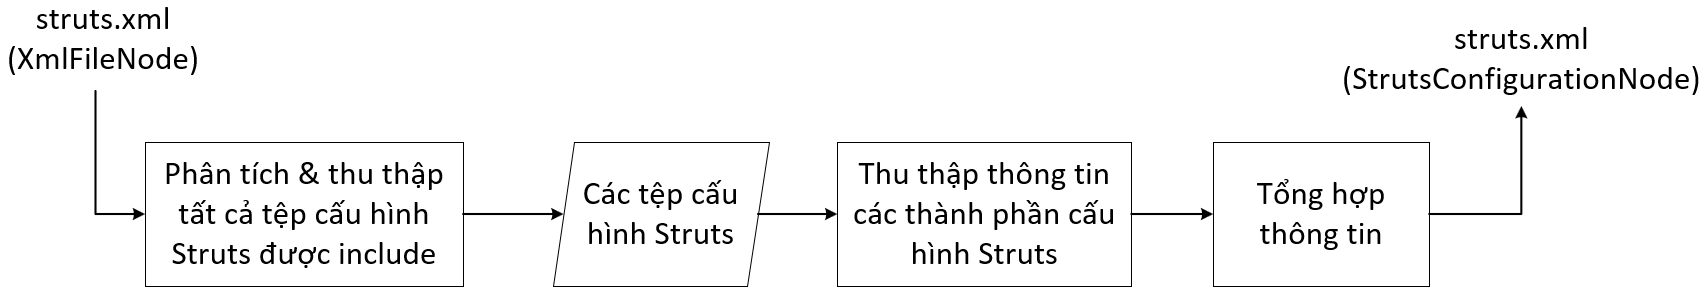 struts.xml
(XmlFileNode)
Phân tích & thu thập
tất cả tệp cấu hình
Struts được include
Các tệp cấu
hình Struts
Thu thập thông tin
các thành phần cấu
hình Struts
Tổng hợp
thông tin
struts.xml
(StrutsConfigurationNode)